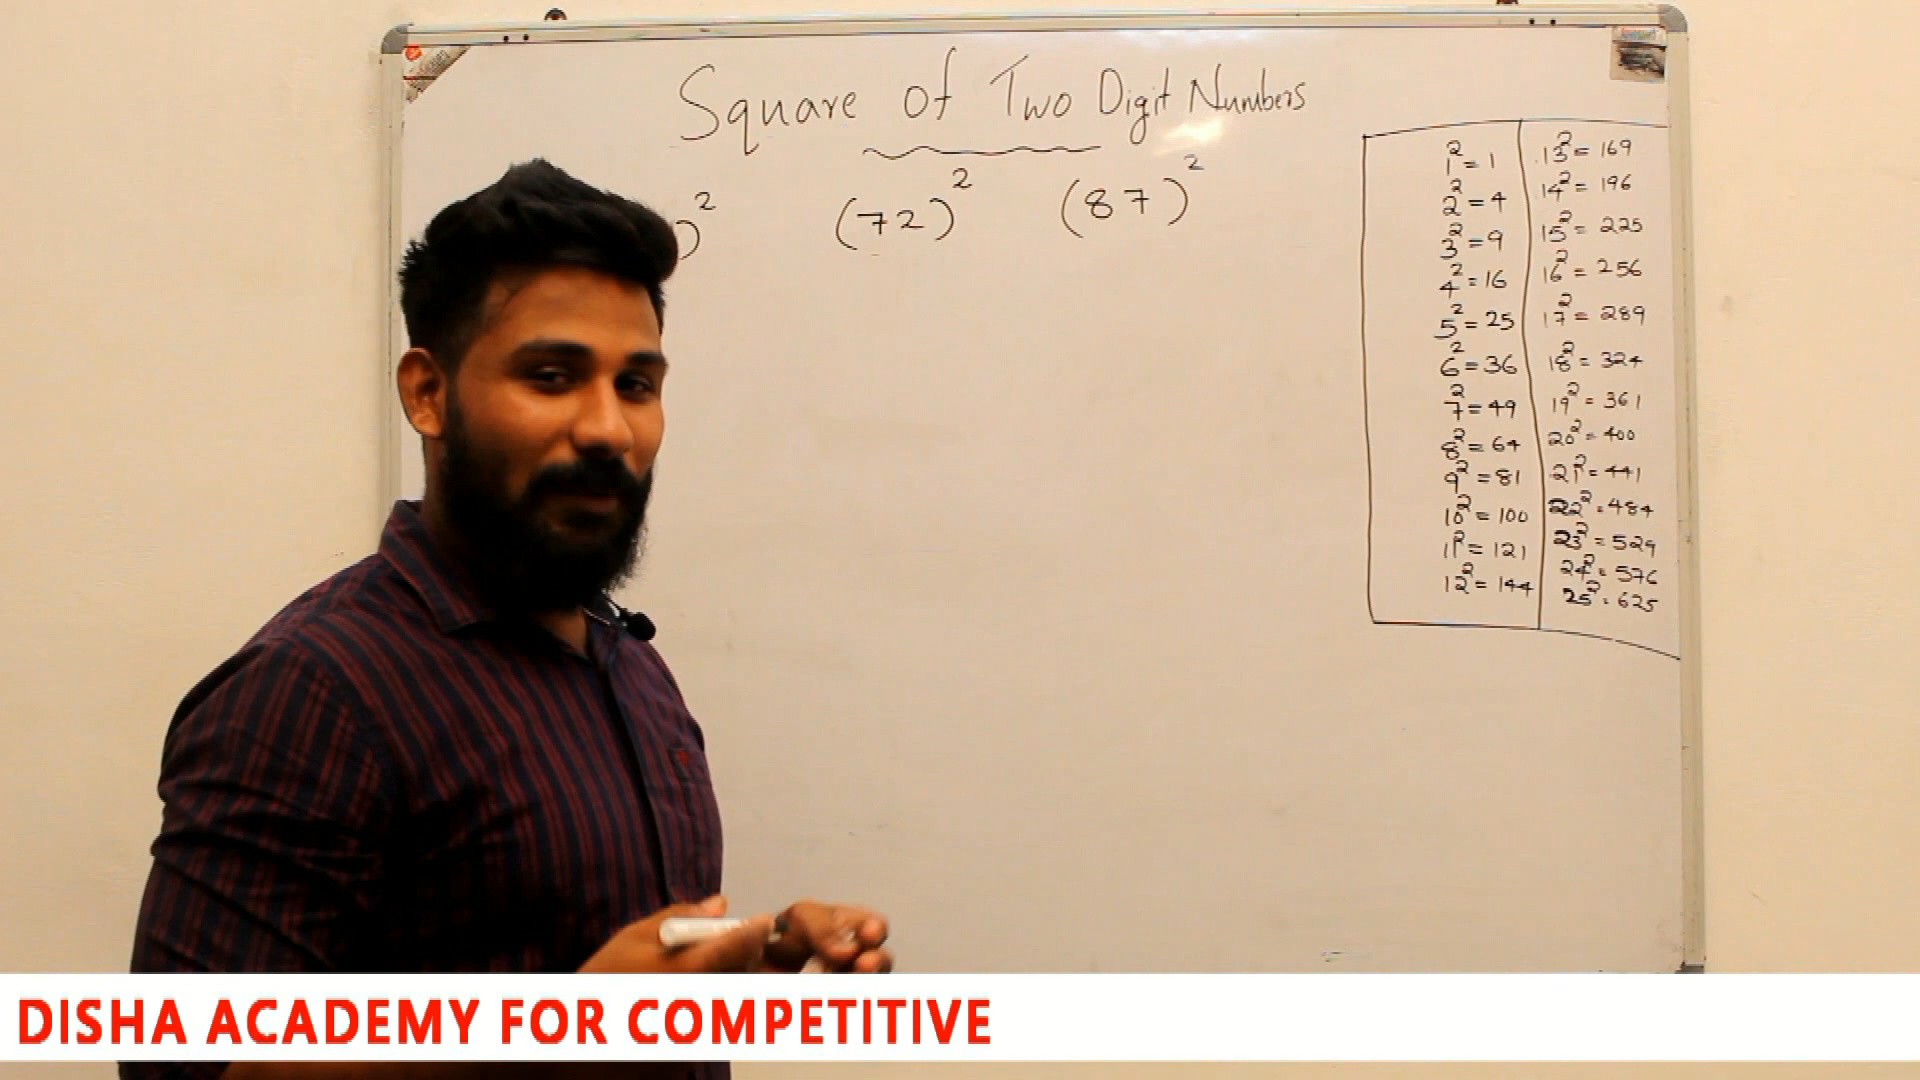 Square of Two Digit Numbers
)² (72)² (87)²
1² = 1
2² = 4
3² = 9
4² = 16
5² = 25
6² = 36
7² = 49
8² = 64
9² = 81
10² = 100
11² = 121
12² = 144
13² = 169
14² = 196
15² = 225
16² = 256
17² = 289
18² = 324
19² = 361
20² = 400
21² = 441
22² = 484
23² = 529
24² = 576
25² = 625
DISHA ACADEMY FOR COMPETITIVE